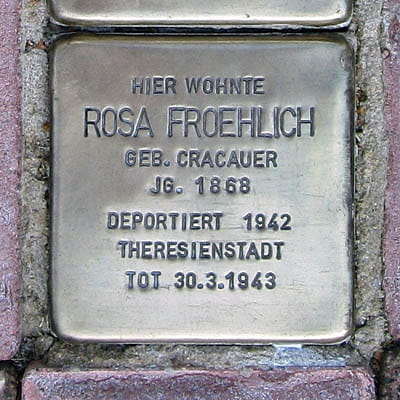 HIER WOHNTE
ROSA FROEHLICH
GEB. CRACAUER
JG. 1868
DEPORTIERT 1942
THERESIENSTADT
TOT 30.3.1943